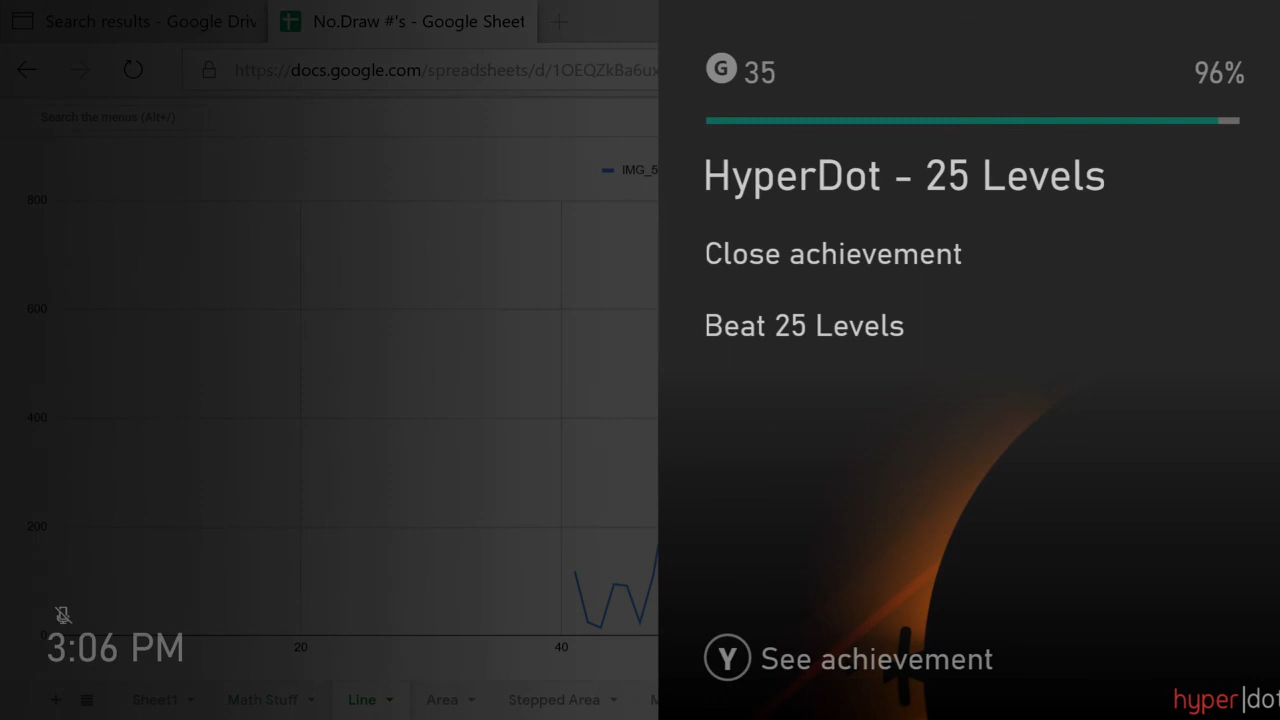 Search results - Google Driv
No.Draw #'s - Google Sheet
https://docs.google.com/spreadsheets/d/1OEQZkBa6ux
Search the menus (Alt+/)
IMG_5
800
600
400
200
0
20
40
3:06 PM
+ Sheet1 Math Stuff Line Area Stepped Area M
G 35 96%
HyperDot - 25 Levels
Close achievement
Beat 25 Levels
Y See achievement
hyper|dot